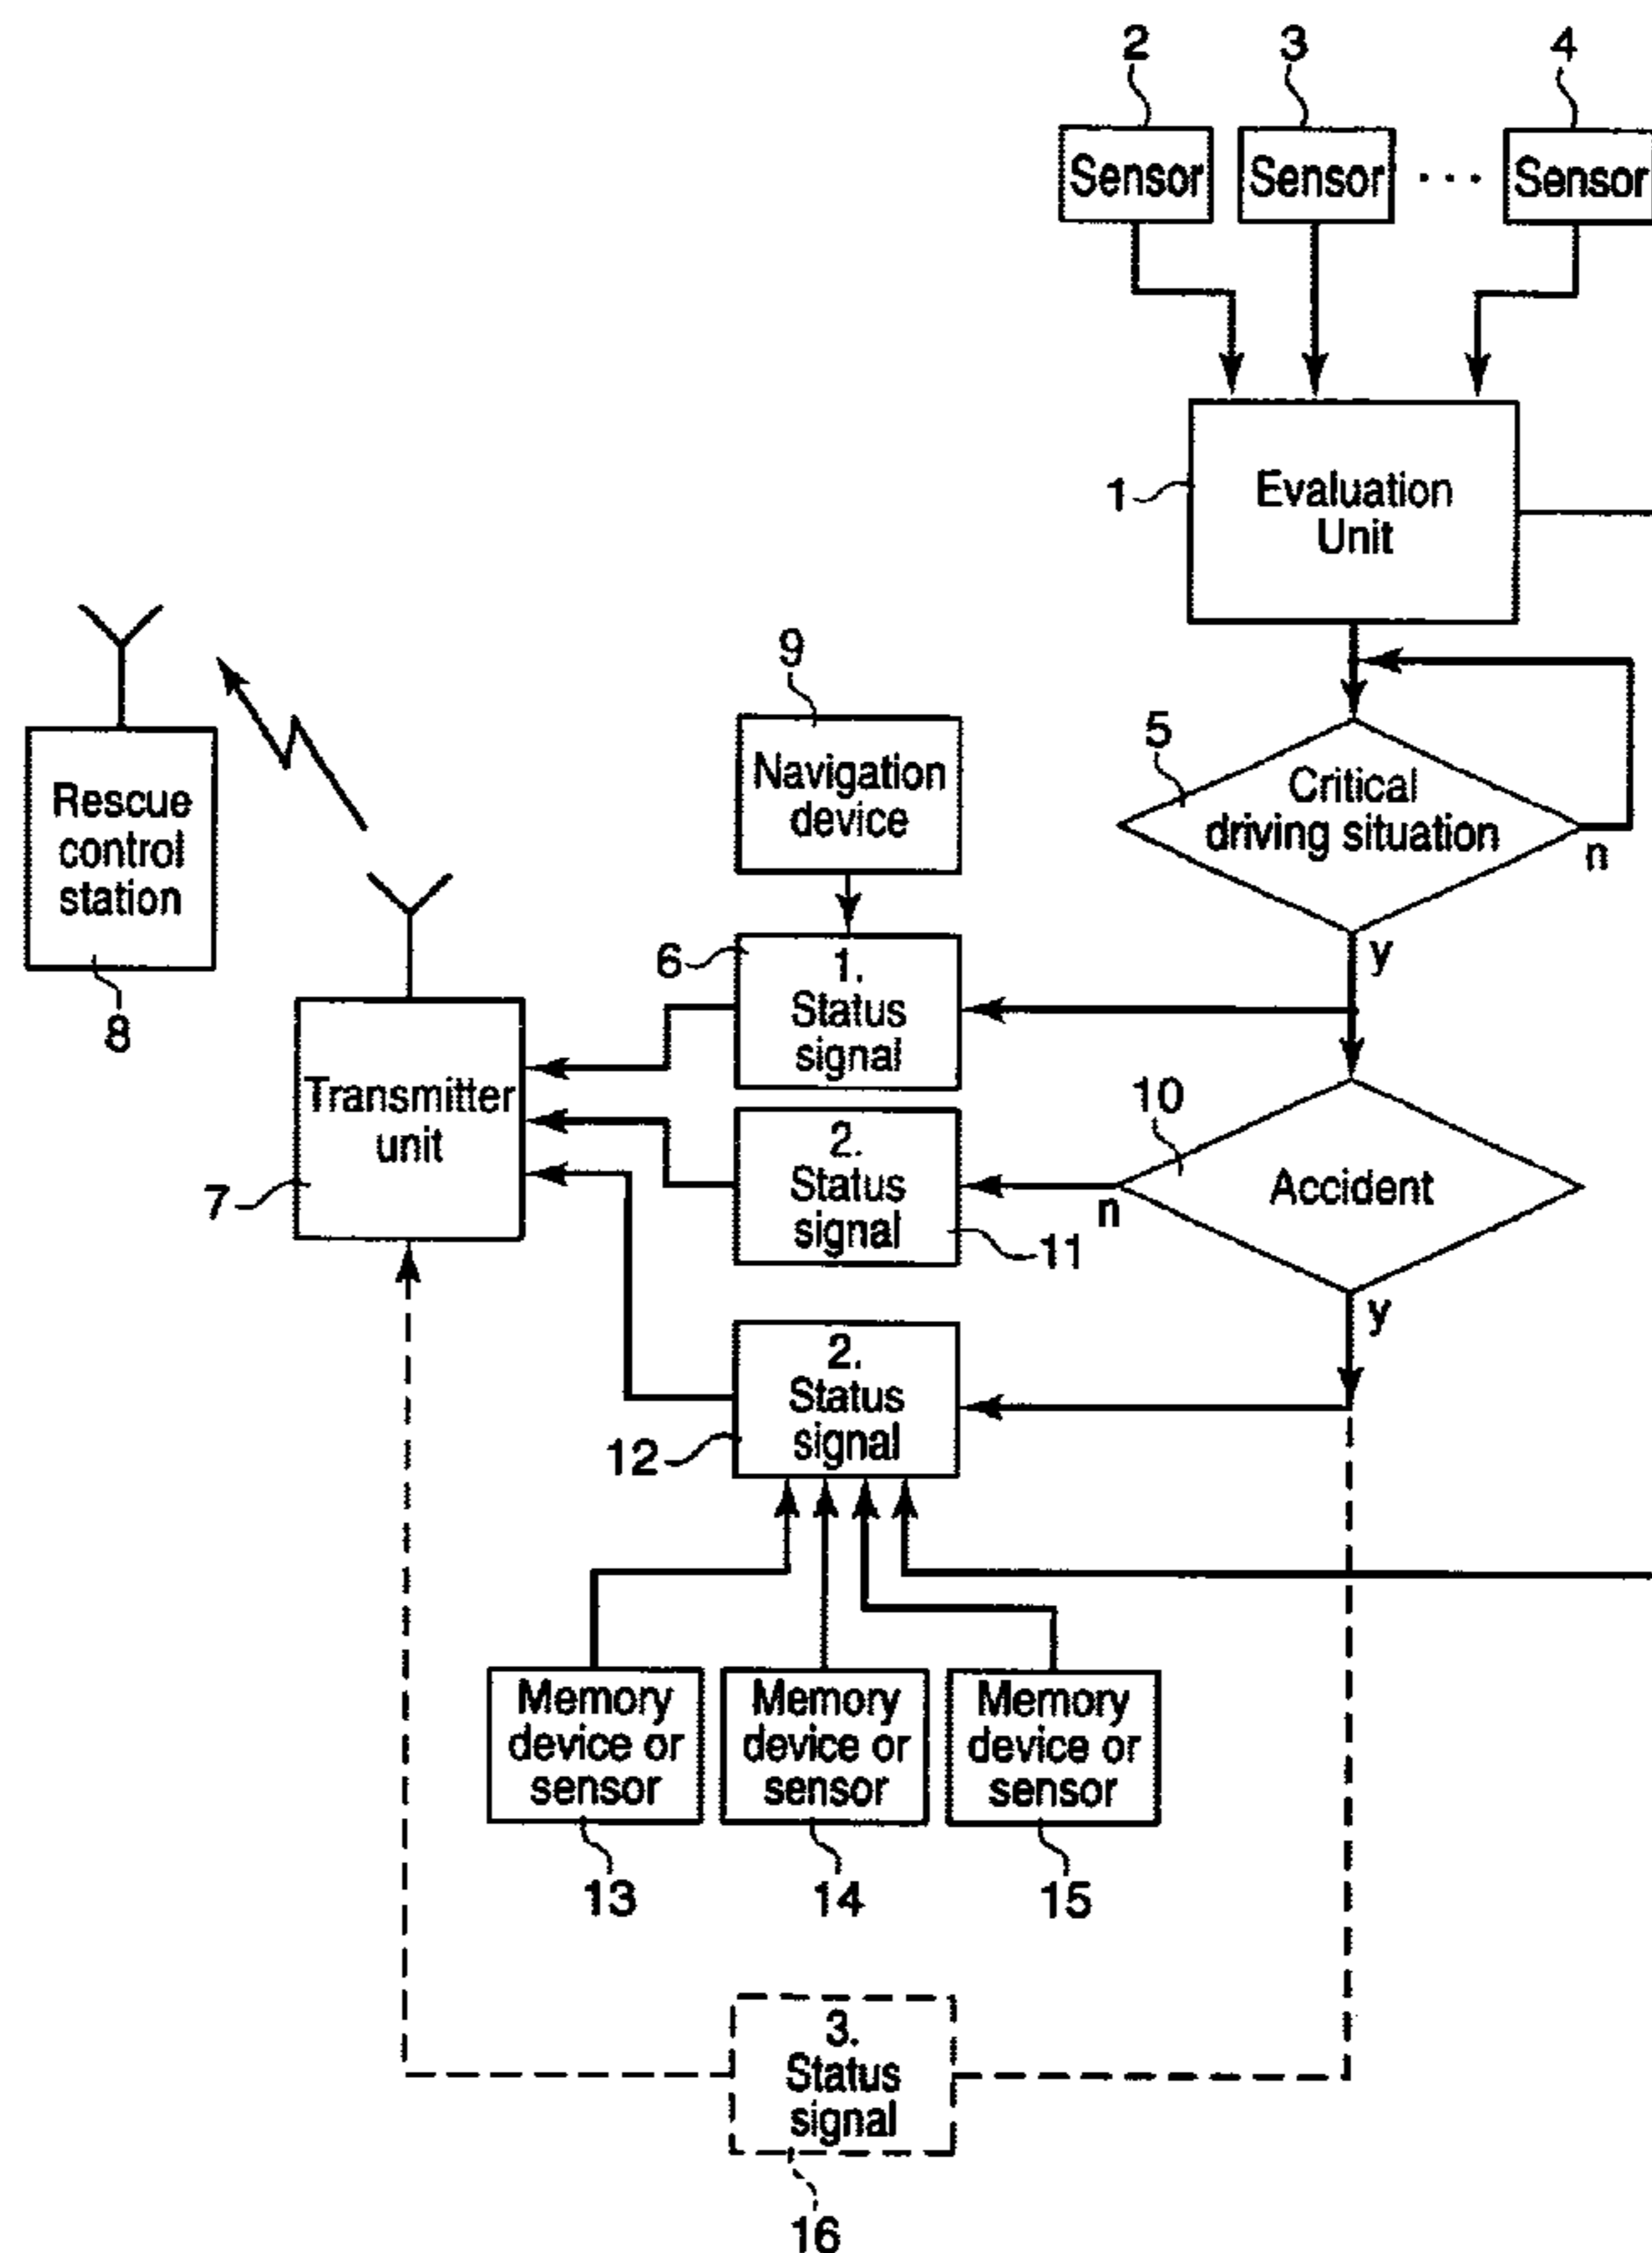 2
3
4
Sensor
Sensor
. . .
Sensor
1
Evaluation
Unit
9
Navigation
device
5
Critical
driving situation
n
y
Rescue
control
station
8
6
1.
Status
signal
Transmitter
unit
7
10
Accident
n
y
2.
Status
signal
11
2.
Status
signal
12
Memory
device or
sensor
Memory
device or
sensor
Memory
device or
sensor
13
14
15
3.
Status
signal
16